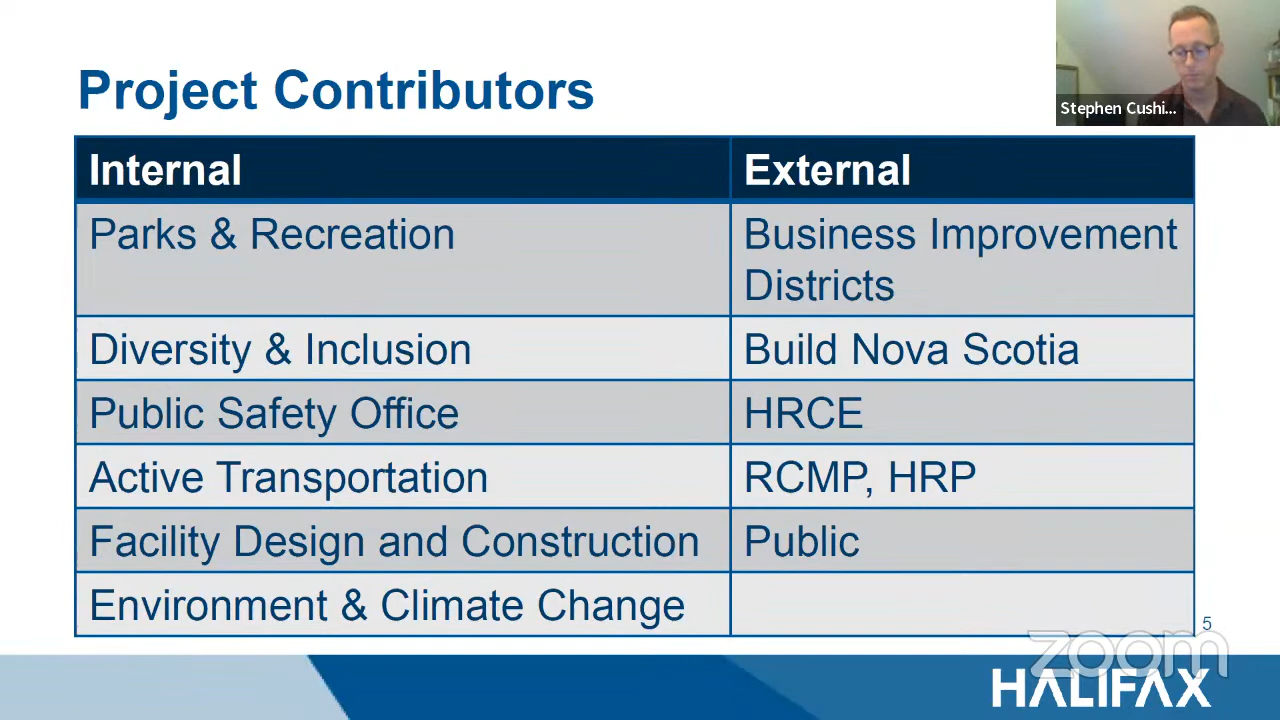 Project Contributors
Stephen Cushi...
Internal
External
Parks & Recreation
Business Improvement
Districts
Diversity & Inclusion
Build Nova Scotia
Public Safety Office
HRCE
Active Transportation
RCMP, HRP
Facility Design and Construction
Public
Environment & Climate Change
5
zoom
HALIFAX